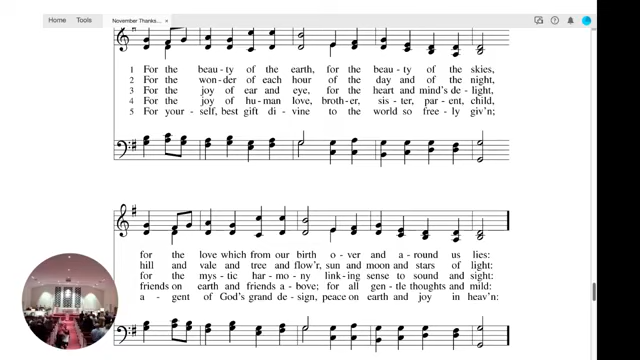 Home Tools November Thanks... ×
1 For the beau - ty of the earth, for the beau - ty of the skies,
2 For the won - der of each hour of the day and of the night,
3 For the joy of ear and eye, for the heart and mind's de - light,
4 For the joy of hu - man love, broth - er, sis - ter, par - ent, child,
5 For your - self, best gift di - vine to the world so free - ly giv'n;
for the love which from our birth o - ver and a - round us lies:
hill and vale and tree and flow'r, sun and moon and stars of light:
for the mys - tic har - mo - ny link - ing sense to sound and sight:
friends on earth and friends a - bove; for all gen - tle thoughts and mild:
a - gent of God's grand de - sign, peace on earth and joy in heav'n: